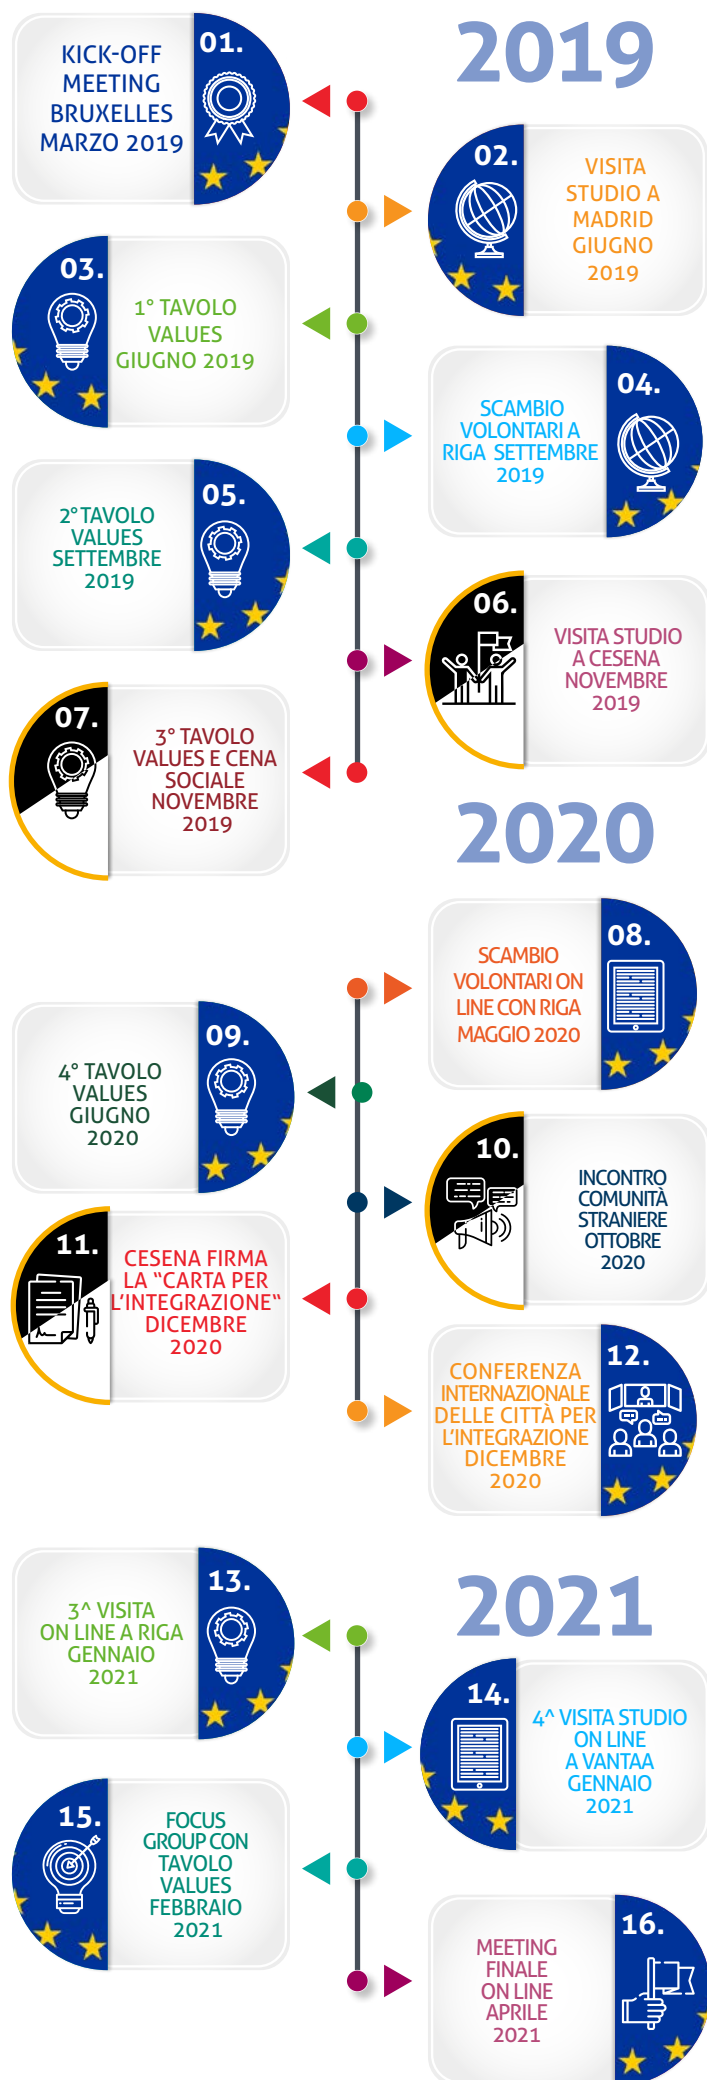 2019
01.
KICK-OFF
MEETING
BRUXELLES
MARZO 2019
02.
VISITA
STUDIO A
MADRID
GIUGNO
2019
03.
1° TAVOLO
VALUES
GIUGNO 2019
04.
SCAMBIO
VOLONTARI A
RIGA SETTEMBRE
2019
05.
2° TAVOLO
VALUES
SETTEMBRE
2019
06.
VISITA STUDIO
A CESENA
NOVEMBRE
2019
07.
3° TAVOLO
VALUES E CENA
SOCIALE
NOVEMBRE
2019
2020
08.
SCAMBIO
VOLONTARI ON
LINE CON RIGA
MAGGIO 2020
09.
4° TAVOLO
VALUES
GIUGNO
2020
10.
INCONTRO
COMUNITÀ
STRANIERE
OTTOBRE
2020
11.
CESENA FIRMA
LA "CARTA PER
L'INTEGRAZIONE"
DICEMBRE
2020
12.
CONFERENZA
INTERNAZIONALE
DELLE CITTÀ PER
L'INTEGRAZIONE
DICEMBRE
2020
2021
13.
3^ VISITA
ON LINE A RIGA
GENNAIO
2021
14.
4^ VISITA STUDIO
ON LINE
A VANTAA
GENNAIO
2021
15.
FOCUS
GROUP CON
TAVOLO
VALUES
FEBBRAIO
2021
16.
MEETING
FINALE
ON LINE
APRILE
2021